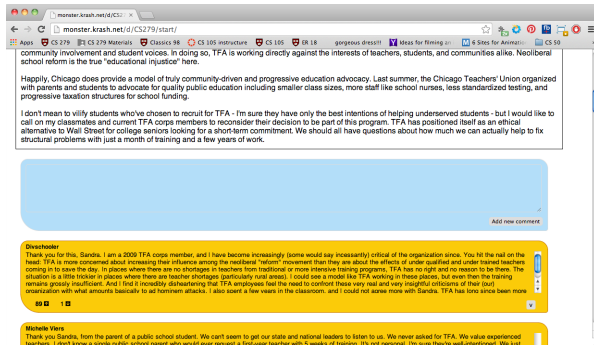 monster.krash.net/d/CS27
monster.krash.net/d/CS279/start/
Apps CS 279 CS 279 Materials Classics 98 CS 105 instructure CS 105 ER 18 gorgeous dress!!! Ideas for filming an 6 Sites for Animatio CS 50
community involvement and student voices. In doing so, TFA is working directly against the interests of teachers, students, and communities alike. Neoliberal
school reform is the true "educational injustice" here.
Happily, Chicago does provide a model of truly community-driven and progressive education advocacy. Last summer, the Chicago Teachers' Union organized
with parents and students to advocate for quality public education including smaller class sizes, more staff like school nurses, less standardized testing, and
progressive taxation structures for school funding.
I don't mean to vilify students who've chosen to recruit for TFA - I'm sure they have only the best intentions of helping underserved students - but I would like to
call on my classmates and current TFA corps members to reconsider their decision to be part of this program. TFA has positioned itself as an ethical
alternative to Wall Street for college seniors looking for a short-term commitment. We should all have questions about how much we can actually help to fix
structural problems with just a month of training and a few years of work.
Add new comment
Divschooler
Thank you for this, Sandra. I am a 2009 TFA corps member, and I have become increasingly (some would say incessantly) critical of the organization since. You hit the nail on the
head: TFA is more concerned about increasing their influence among the neoliberal "reform" movement than they are about the effects of under qualified and under trained teachers
coming in to save the day. In places where there are no shortages in teachers from traditional or more intensive training programs, TFA has no right and no reason to be there. The
situation is a little trickier in places where there are teacher shortages (particularly rural areas). I could see a model like TFA working in these places, but even then the training
remains grossly insufficient. And I find it incredibly disheartening that TFA employees feel the need to confront these very real and very insightful criticisms of their (our)
organization with what amounts basically to ad hominem attacks. I also spent a few years in the classroom, and I could not agree more with Sandra. TFA has long since been more
89 1 v
Michelle Viers
Thank you Sandra, from the parent of a public school student. We can't seem to get our state and national leaders to listen to us. We never asked for TFA. We value experienced
teachers. I don't know a single public school parent who would ever request a first-year teacher with 5 weeks of training. It's not personal. I'm sure they're well-intentioned. We just